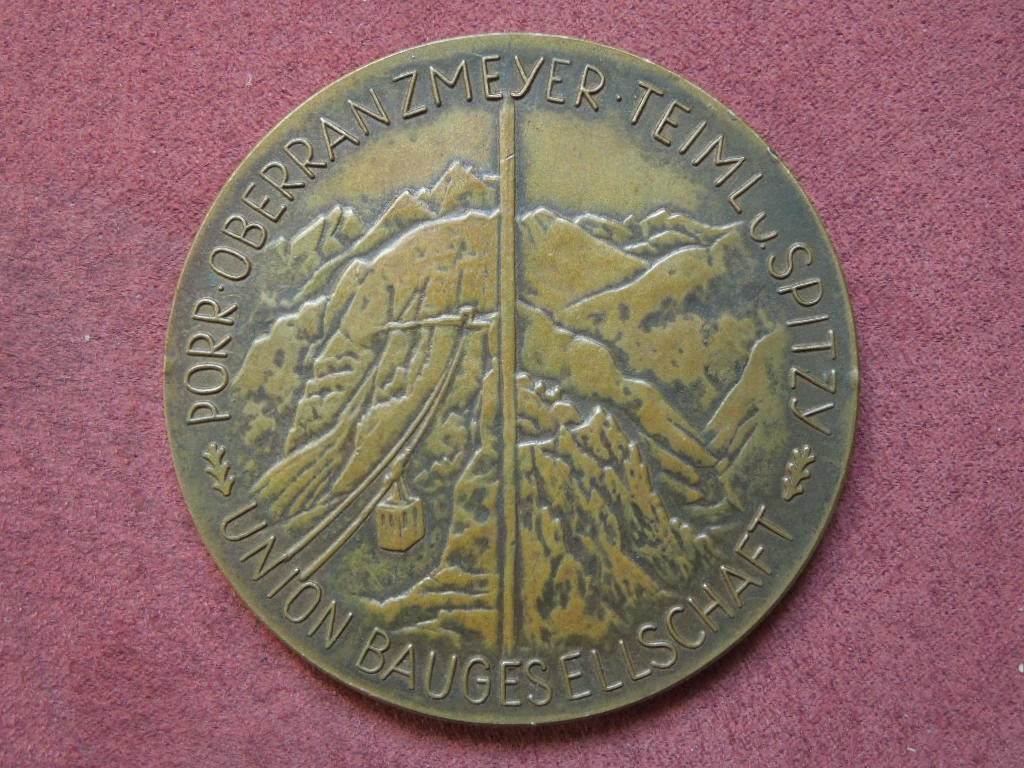 PORR · OBERRANZMEYER · TEIML u. SPITZY
UNION BAUGESELLSCHAFT